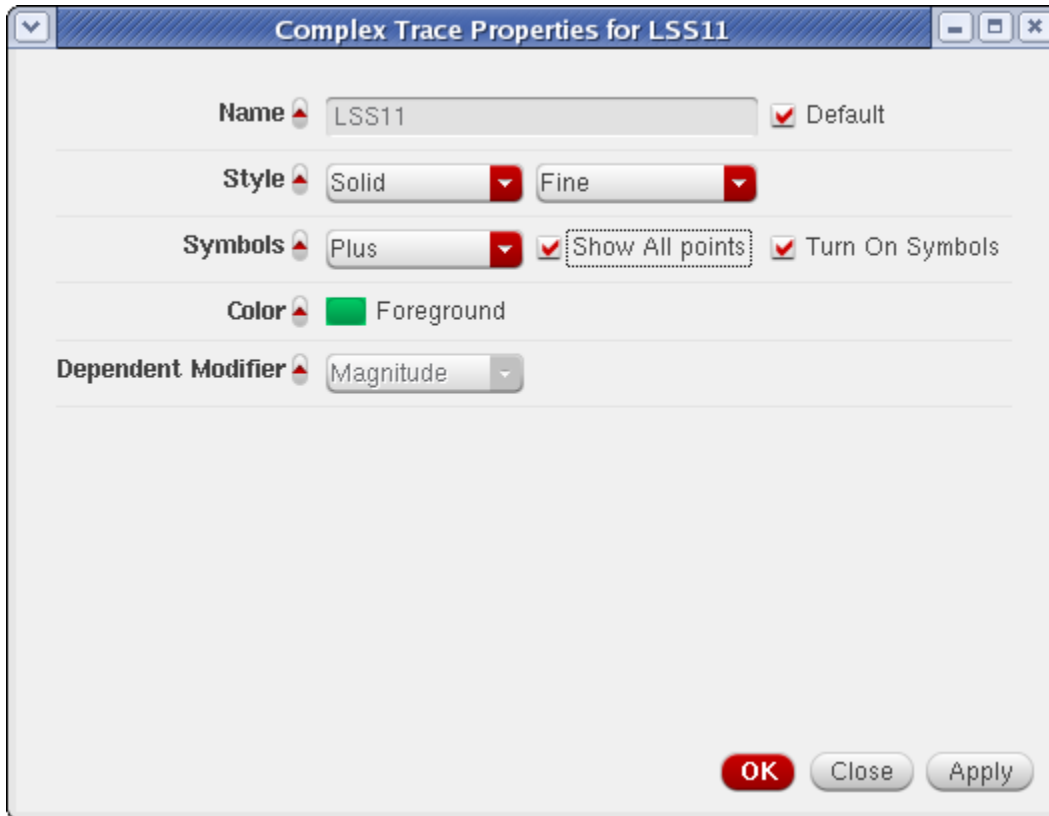 Complex Trace Properties for LSS11
Name LSS11 Default
Style Solid Fine
Symbols Plus Show All points Turn On Symbols
Color Foreground
Dependent Modifier Magnitude
OK Close Apply